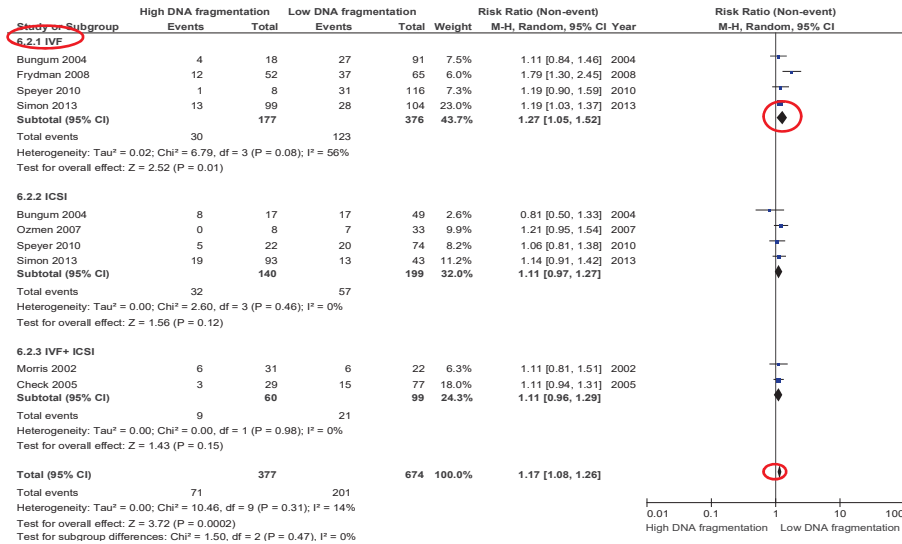 High DNA fragmentation Low DNA fragmentation Risk Ratio (Non-event) Risk Ratio (Non-event)
Study or Subgroup Events Total Events Total Weight M-H, Random, 95% CI Year M-H, Random, 95% CI
6.2.1 IVF
Bungum 2004 4 18 27 91 7.5% 1.11 [0.84, 1.46] 2004
Frydman 2008 12 52 37 65 6.0% 1.79 [1.30, 2.45] 2008
Speyer 2010 1 8 31 116 7.3% 1.19 [0.90, 1.59] 2010
Simon 2013 13 99 28 104 23.0% 1.19 [1.03, 1.37] 2013
Subtotal (95% CI) 177 376 43.7% 1.27 [1.05, 1.52]
Total events 30 123
Heterogeneity: Tau² = 0.02; Chi² = 6.79, df = 3 (P = 0.08); I² = 56%
Test for overall effect: Z = 2.52 (P = 0.01)
6.2.2 ICSI
Bungum 2004 8 17 17 49 2.6% 0.81 [0.50, 1.33] 2004
Ozmen 2007 0 8 7 33 9.9% 1.21 [0.95, 1.54] 2007
Speyer 2010 5 22 20 74 8.2% 1.06 [0.81, 1.38] 2010
Simon 2013 19 93 13 43 11.2% 1.14 [0.91, 1.42] 2013
Subtotal (95% CI) 140 199 32.0% 1.11 [0.97, 1.27]
Total events 32 57
Heterogeneity: Tau² = 0.00; Chi² = 2.60, df = 3 (P = 0.46); I² = 0%
Test for overall effect: Z = 1.56 (P = 0.12)
6.2.3 IVF+ ICSI
Morris 2002 6 31 6 22 6.3% 1.11 [0.81, 1.51] 2002
Check 2005 3 29 15 77 18.0% 1.11 [0.94, 1.31] 2005
Subtotal (95% CI) 60 99 24.3% 1.11 [0.96, 1.29]
Total events 9 21
Heterogeneity: Tau² = 0.00; Chi² = 0.00, df = 1 (P = 0.98); I² = 0%
Test for overall effect: Z = 1.43 (P = 0.15)
Total (95% CI) 377 674 100.0% 1.17 [1.08, 1.26]
Total events 71 201
Heterogeneity: Tau² = 0.00; Chi² = 10.46, df = 9 (P = 0.31); I² = 14%
Test for overall effect: Z = 3.72 (P = 0.0002)
Test for subgroup differences: Chi² = 1.50, df = 2 (P = 0.47), I² = 0%
0.01 0.1 1 10 100
High DNA fragmentation Low DNA fragmentation